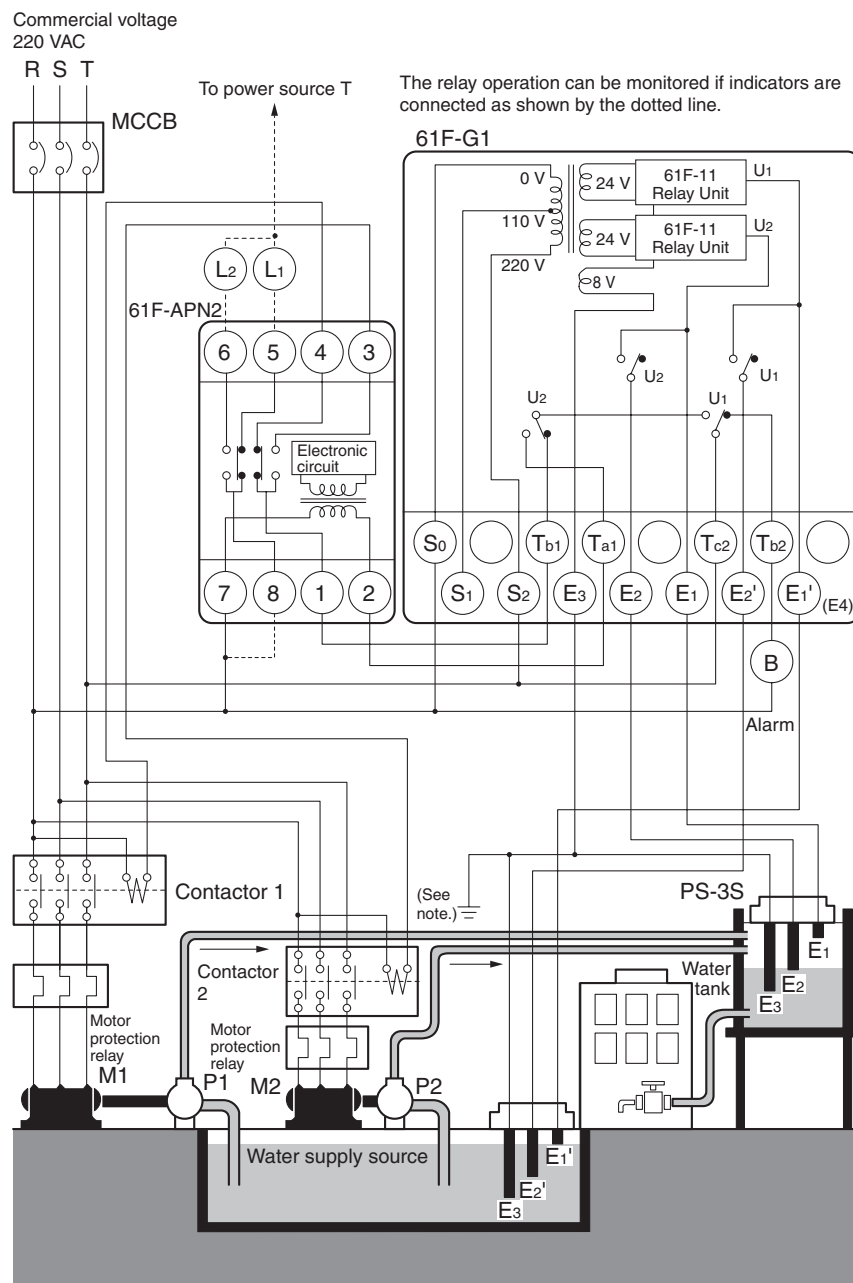 Commercial voltage
220 VAC
R S T
MCCB
To power source T
The relay operation can be monitored if indicators are
connected as shown by the dotted line.
61F-G1
0 V
110 V
220 V
24 V
24 V
8 V
61F-11
Relay Unit
U1
61F-11
Relay Unit
U2
L2 L1
61F-APN2
6 5 4 3
Electronic
circuit
7 8 1 2
U2
U1
U2
U1
S0 Tb1 Ta1 Tc2 Tb2
S1 S2 E3 E2 E1 E2' E1' (E4)
B
Alarm
Contactor 1
(See
note.)
PS-3S
Contactor
2
Water
tank
E1
E2
E3
Motor
protection
relay
Motor
protection
relay
M1 P1 M2 P2
Water supply source
E1'
E2'
E3